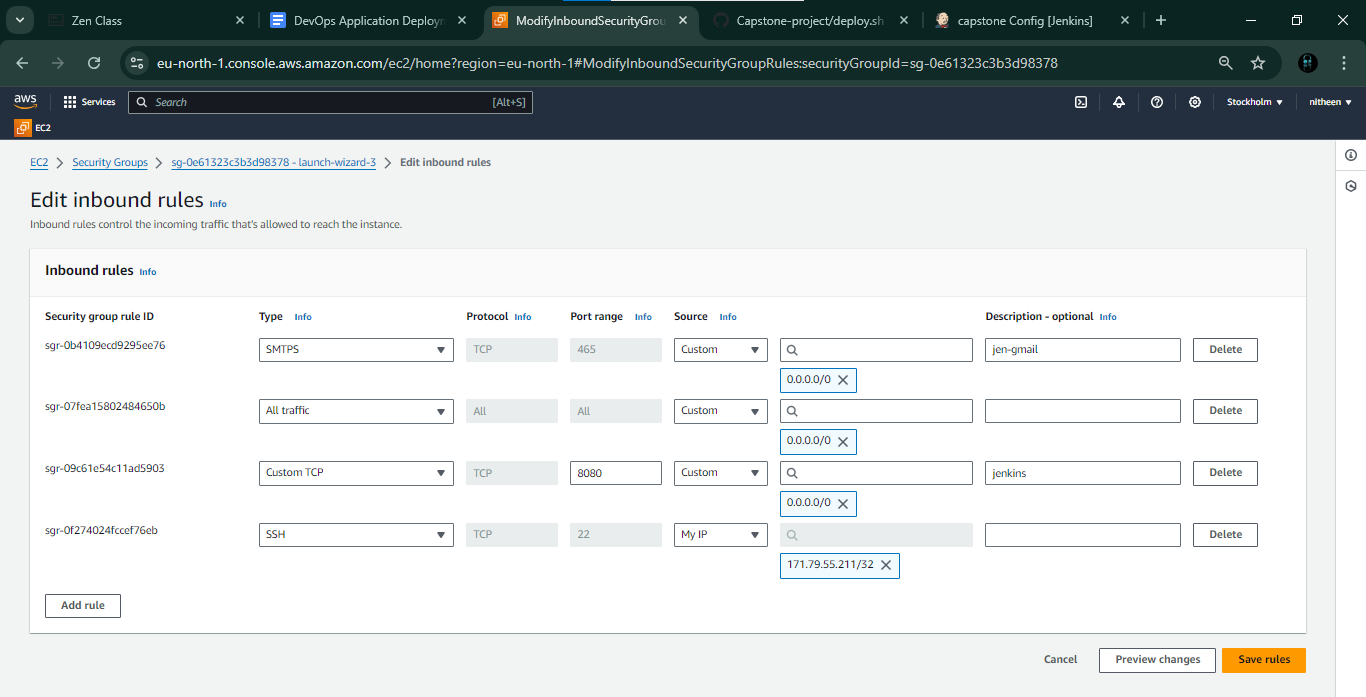 Zen Class
DevOps Application Deploym
ModifyInboundSecurityGrou
Capstone-project/deploy.sh
capstone Config [Jenkins]
eu-north-1.console.aws.amazon.com/ec2/home?region=eu-north-1#ModifyInboundSecurityGroupRules:securityGroupId=sg-0e61323c3b3d98378
aws
Services
Search
[Alt+S]
Stockholm
nitheen
EC2
EC2
Security Groups
sg-0e61323c3b3d98378 - launch-wizard-3
Edit inbound rules
Edit inbound rules Info
Inbound rules control the incoming traffic that's allowed to reach the instance.
Inbound rules Info
Security group rule ID
Type Info
Protocol Info
Port range Info
Source Info
Description - optional Info
sgr-0b4109ecd9295ee76
SMTPS
TCP
465
Custom
0.0.0.0/0
jen-gmail
Delete
sgr-07fea15802484650b
All traffic
All
All
Custom
0.0.0.0/0
Delete
sgr-09c61e54c11ad5903
Custom TCP
TCP
8080
Custom
0.0.0.0/0
jenkins
Delete
sgr-0f274024fccef76eb
SSH
TCP
22
My IP
171.79.55.211/32
Delete
Add rule
Cancel
Preview changes
Save rules